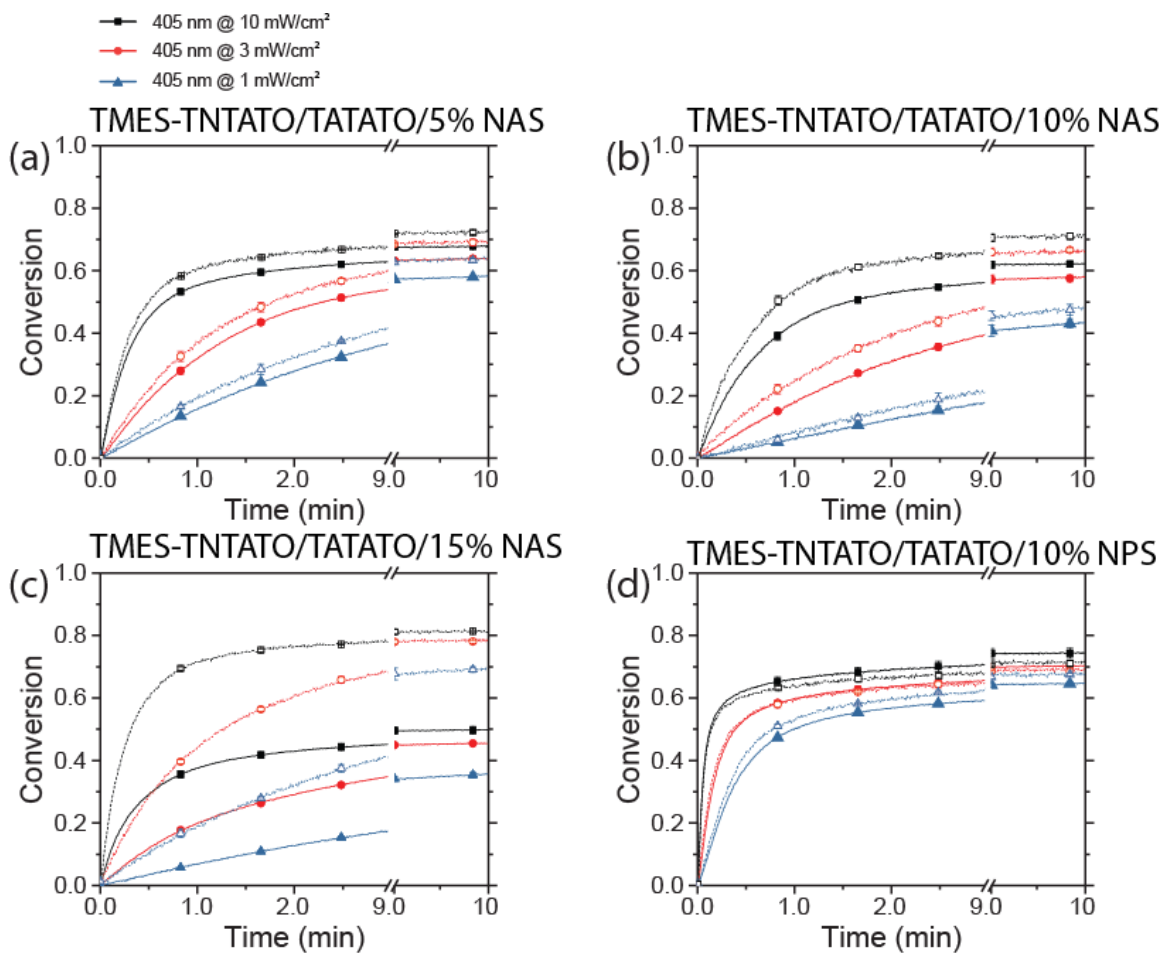 405 nm @ 10 mW/cm²
405 nm @ 3 mW/cm²
405 nm @ 1 mW/cm²
TMES-TNTATO/TATATO/5% NAS
(a)
1.0
0.8
0.6
0.4
0.2
0.0
Conversion
0.0 1.0 2.0 9.0 10
Time (min)
TMES-TNTATO/TATATO/10% NAS
(b)
1.0
0.8
0.6
0.4
0.2
0.0
Conversion
0.0 1.0 2.0 9.0 10
Time (min)
TMES-TNTATO/TATATO/15% NAS
(c)
1.0
0.8
0.6
0.4
0.2
0.0
Conversion
0.0 1.0 2.0 9.0 10
Time (min)
TMES-TNTATO/TATATO/10% NPS
(d)
1.0
0.8
0.6
0.4
0.2
0.0
Conversion
0.0 1.0 2.0 9.0 10
Time (min)